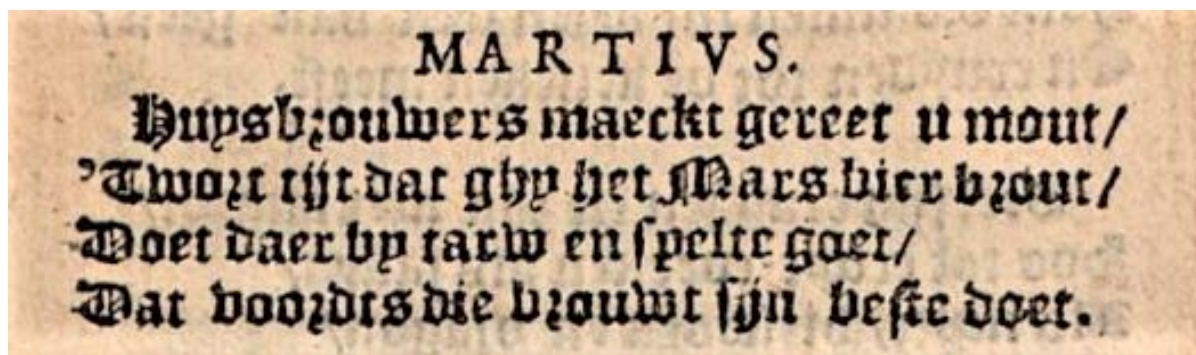 MARTIVS.
Huysbrouwers maeckt gereet u mout/
'Twort tijt dat ghy het Mars bier brout/
Doet daer by tarw en spelte goet/
Dat voordts die brouwt sijn beste doet.